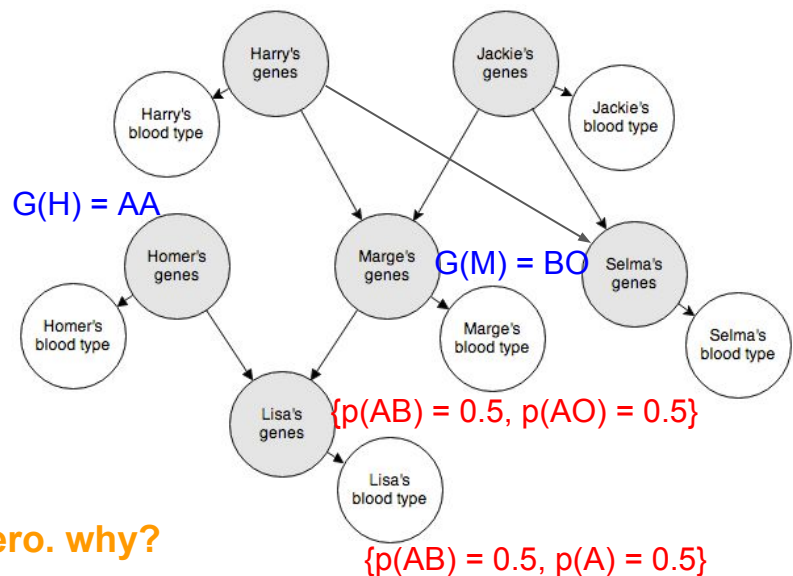 Harry's
genes
Jackie's
genes
Harry's
blood type
Jackie's
blood type
G(H) = AA
Homer's
genes
Marge's
genes
G(M) = BO
Selma's
genes
Homer's
blood type
Marge's
blood type
Selma's
blood type
Lisa's
genes
{p(AB) = 0.5, p(AO) = 0.5}
Lisa's
blood type
ero. why?
{p(AB) = 0.5, p(A) = 0.5}